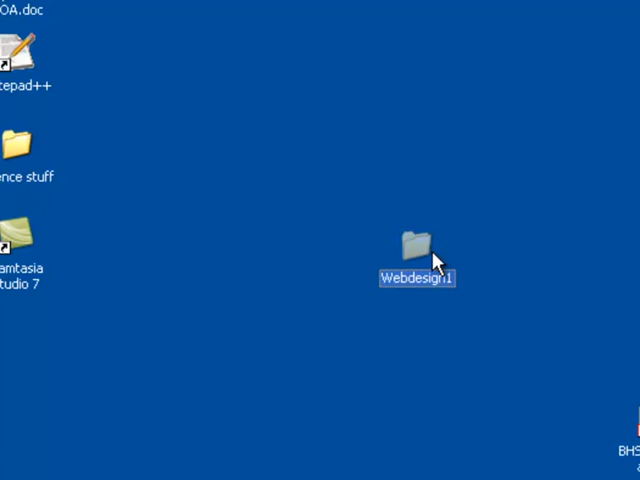 OA.doc
tepad++
ence stuff
amtasia
tudio 7
Webdesign1
BHS